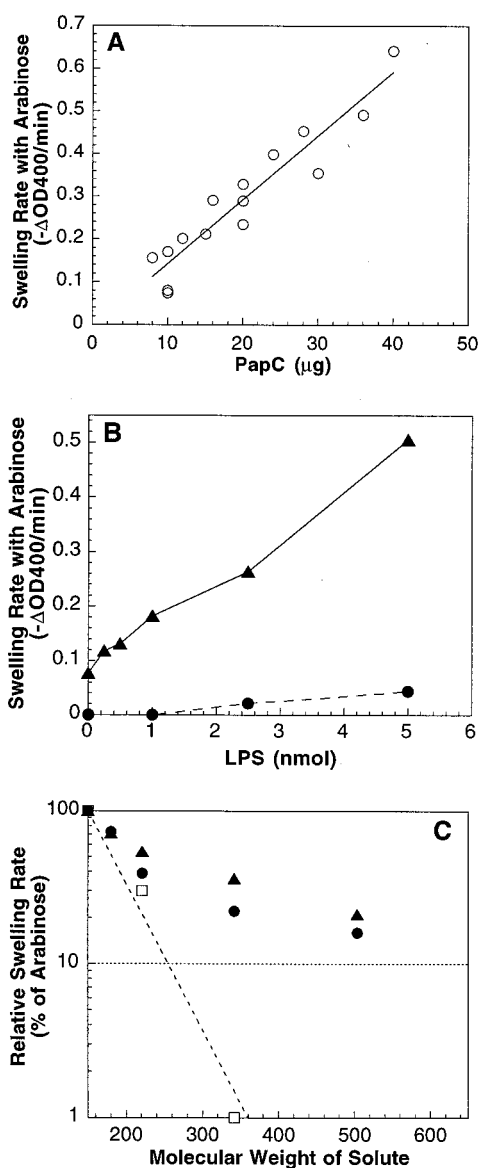 A
Swelling Rate with Arabinose
(-ΔOD400/min)
0.7
0.6
0.5
0.4
0.3
0.2
0.1
0
0 10 20 30 40 50
PapC (µg)
B
Swelling Rate with Arabinose
(-ΔOD400/min)
0.5
0.4
0.3
0.2
0.1
0
0 1 2 3 4 5 6
LPS (nmol)
C
Relative Swelling Rate
(% of Arabinose)
100
10
1
200 300 400 500 600
Molecular Weight of Solute